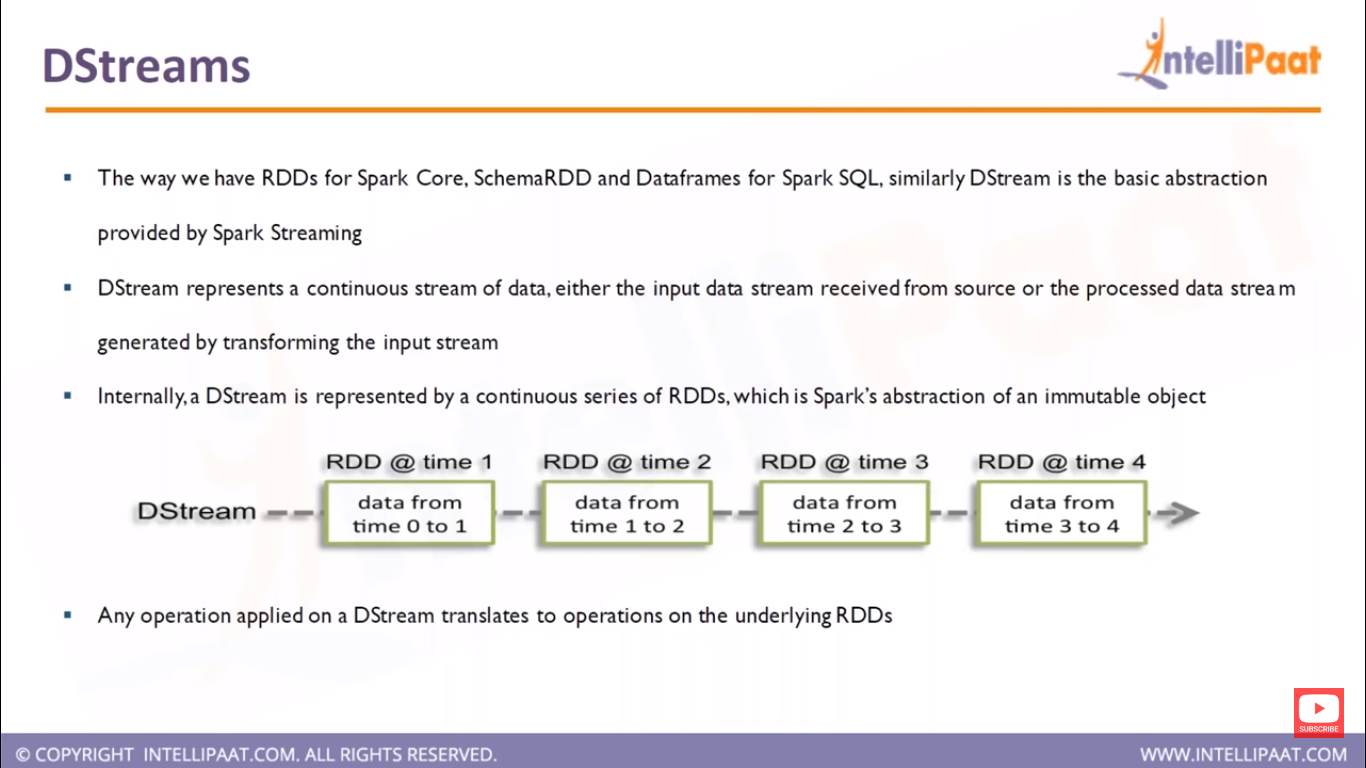 DStreams
IntelliPaat
▪ The way we have RDDs for Spark Core, SchemaRDD and Dataframes for Spark SQL, similarly DStream is the basic abstraction
provided by Spark Streaming
▪ DStream represents a continuous stream of data, either the input data stream received from source or the processed data stream
generated by transforming the input stream
▪ Internally, a DStream is represented by a continuous series of RDDs, which is Spark's abstraction of an immutable object
RDD @ time 1 RDD @ time 2 RDD @ time 3 RDD @ time 4
DStream
data from data from data from data from
time 0 to 1 time 1 to 2 time 2 to 3 time 3 to 4
▪ Any operation applied on a DStream translates to operations on the underlying RDDs
SUBSCRIBE
© COPYRIGHT INTELLIPAAT.COM. ALL RIGHTS RESERVED. WWW.INTELLIPAAT.COM